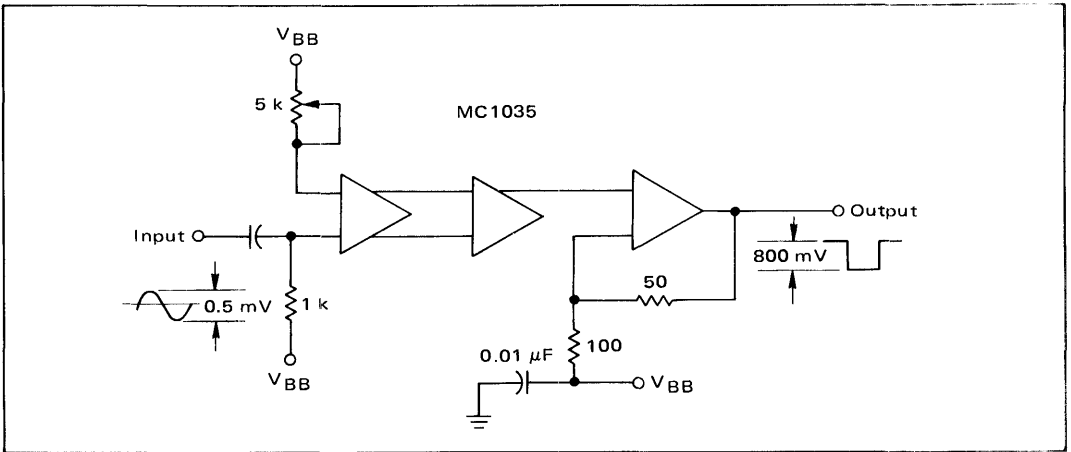 VBB
5 k
MC1035
Input
Output
800 mV
50
0.5 mV
1 k
100
0.01 μF
VBB
VBB